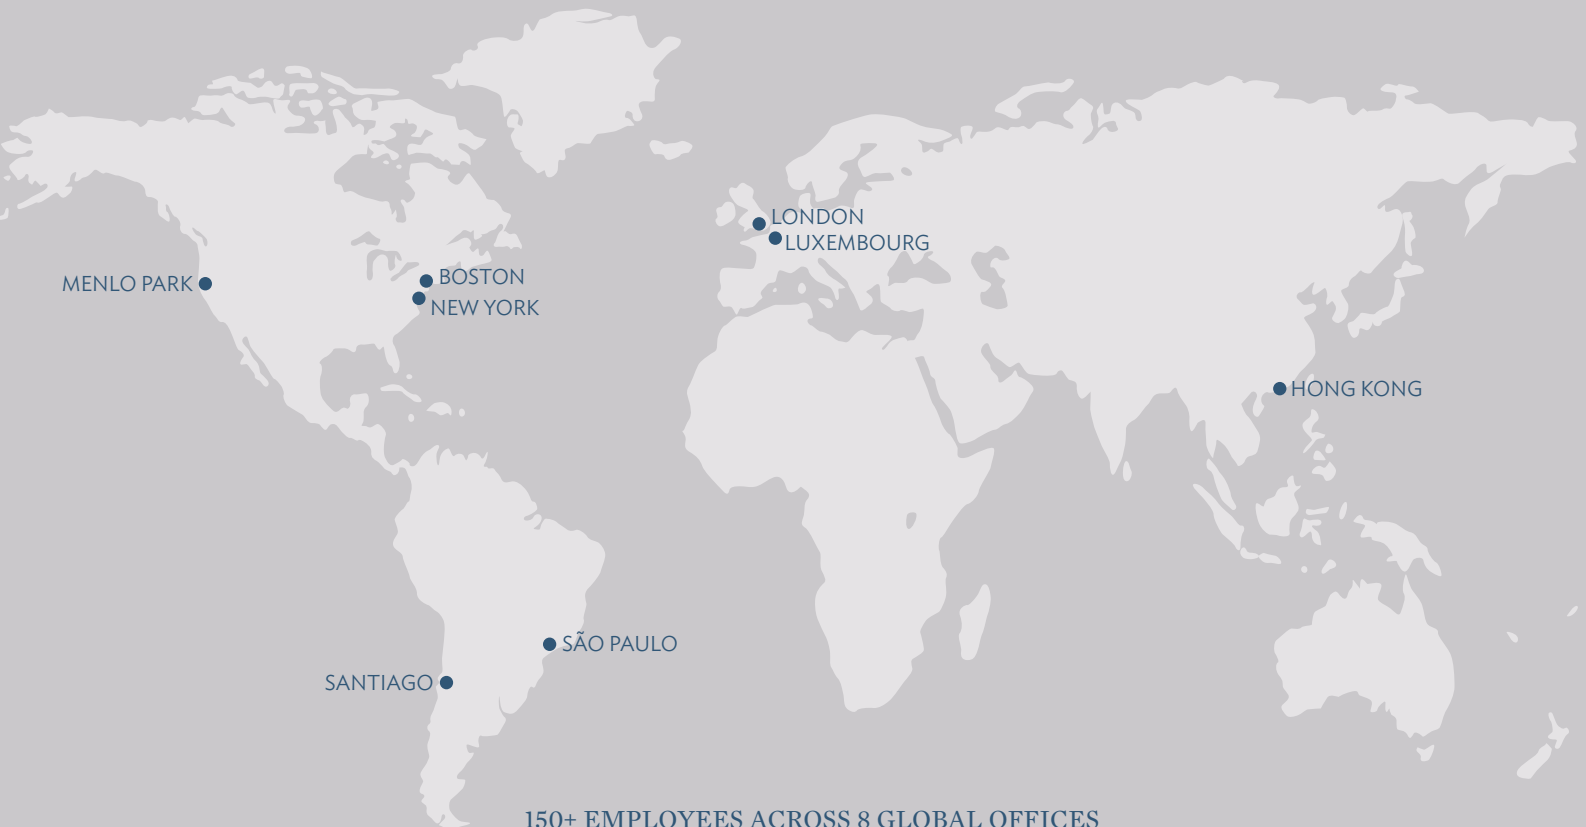 LONDON
LUXEMBOURG
MENLO PARK
BOSTON
NEW YORK
HONG KONG
SÃO PAULO
SANTIAGO
150+ EMPLOYEES ACROSS 8 GLOBAL OFFICES